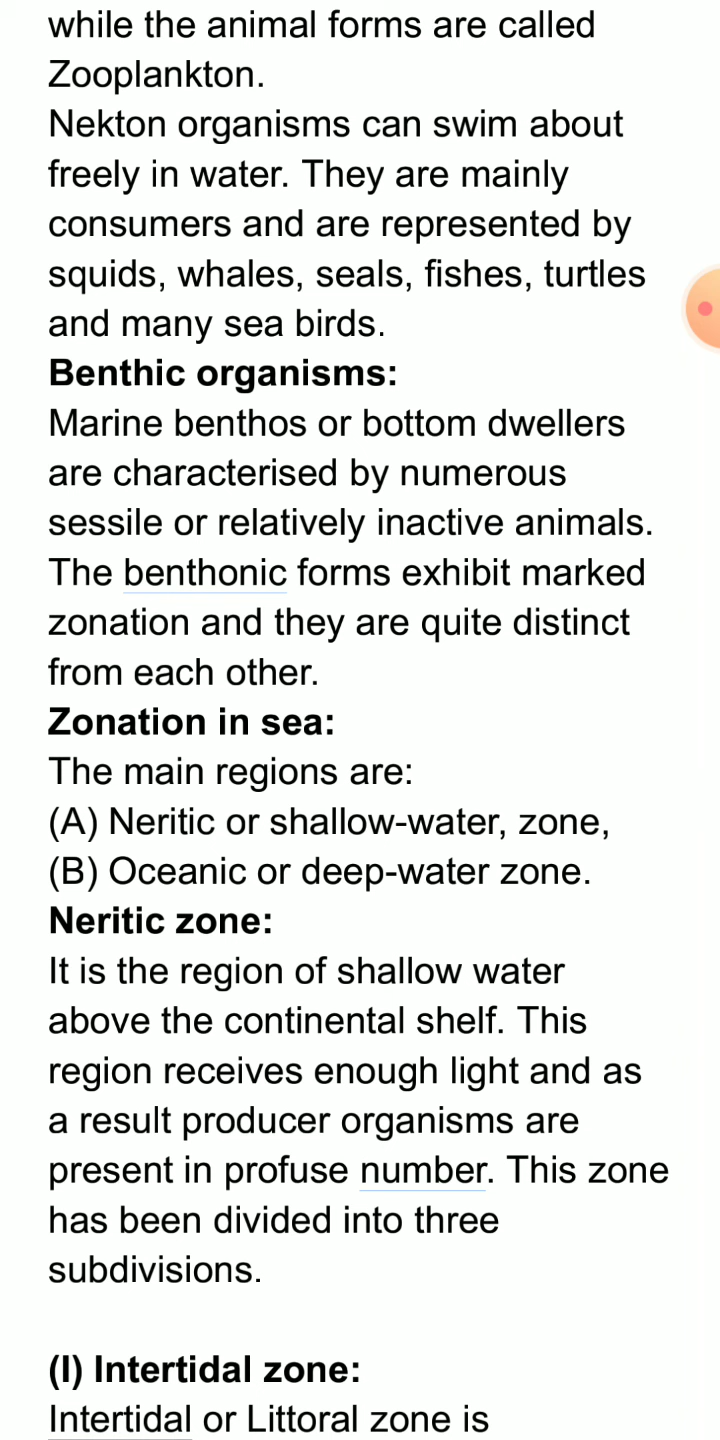 while the animal forms are called
Zooplankton.
Nekton organisms can swim about
freely in water. They are mainly
consumers and are represented by
squids, whales, seals, fishes, turtles
and many sea birds.
Benthic organisms:
Marine benthos or bottom dwellers
are characterised by numerous
sessile or relatively inactive animals.
The benthonic forms exhibit marked
zonation and they are quite distinct
from each other.
Zonation in sea:
The main regions are:
(A) Neritic or shallow-water, zone,
(B) Oceanic or deep-water zone.
Neritic zone:
It is the region of shallow water
above the continental shelf. This
region receives enough light and as
a result producer organisms are
present in profuse number. This zone
has been divided into three
subdivisions.
(I) Intertidal zone:
Intertidal or Littoral zone is